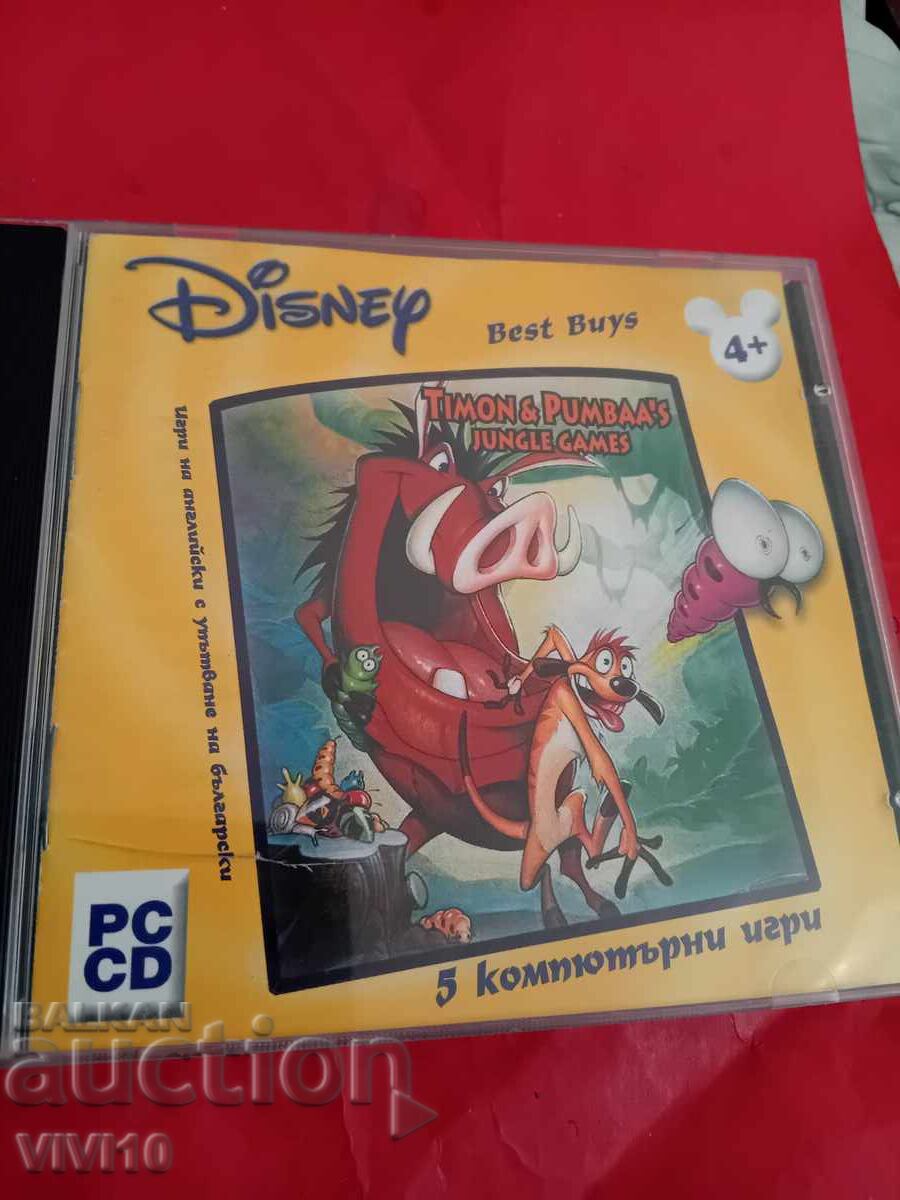 Disney
Best Buys
4+
TIMON & PUMBAA'S
JUNGLE GAMES
Игри на английски с упътване на български
PC
CD
5 компютърни игри
BALKAN
auction
VIVI10